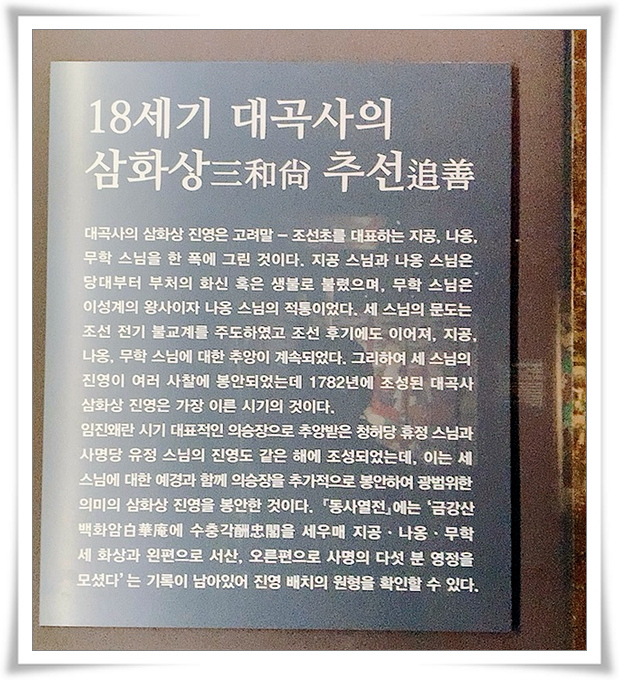 18세기 대곡사의
삼화상三和尙 추선追善
대곡사의 삼화상 진영은 고려말 – 조선초를 대표하는 지공, 나옹,
무학 스님을 한 폭에 그린 것이다. 지공 스님과 나옹 스님은
당대부터 부처의 화신 혹은 생불로 불렸으며, 무학 스님은
이성계의 왕사이자 나옹 스님의 적통이었다. 세 스님의 문도는
조선 전기 불교계를 주도하였고 조선 후기에도 이어져, 지공,
나옹, 무학 스님에 대한 추앙이 계속되었다. 그리하여 세 스님의
진영이 여러 사찰에 봉안되었는데 1782년에 조성된 대곡사
삼화상 진영은 가장 이른 시기의 것이다.
임진왜란 시기 대표적인 의승장으로 추앙받은 청허당 휴정 스님과
사명당 유정 스님의 진영도 같은 해에 조성되었는데, 이는 세
스님에 대한 예경과 함께 의승장을 추가적으로 봉안하여 광범위한
의미의 삼화상 진영을 봉안한 것이다. 『동사열전』에는 ‘금강산
백화암白華庵에 수충각酬忠閣을 세우매 지공 · 나옹 · 무학
세 화상과 왼편으로 서산, 오른편으로 사명의 다섯 분 영정을
모셨다’는 기록이 남아있어 진영 배치의 원형을 확인할 수 있다.